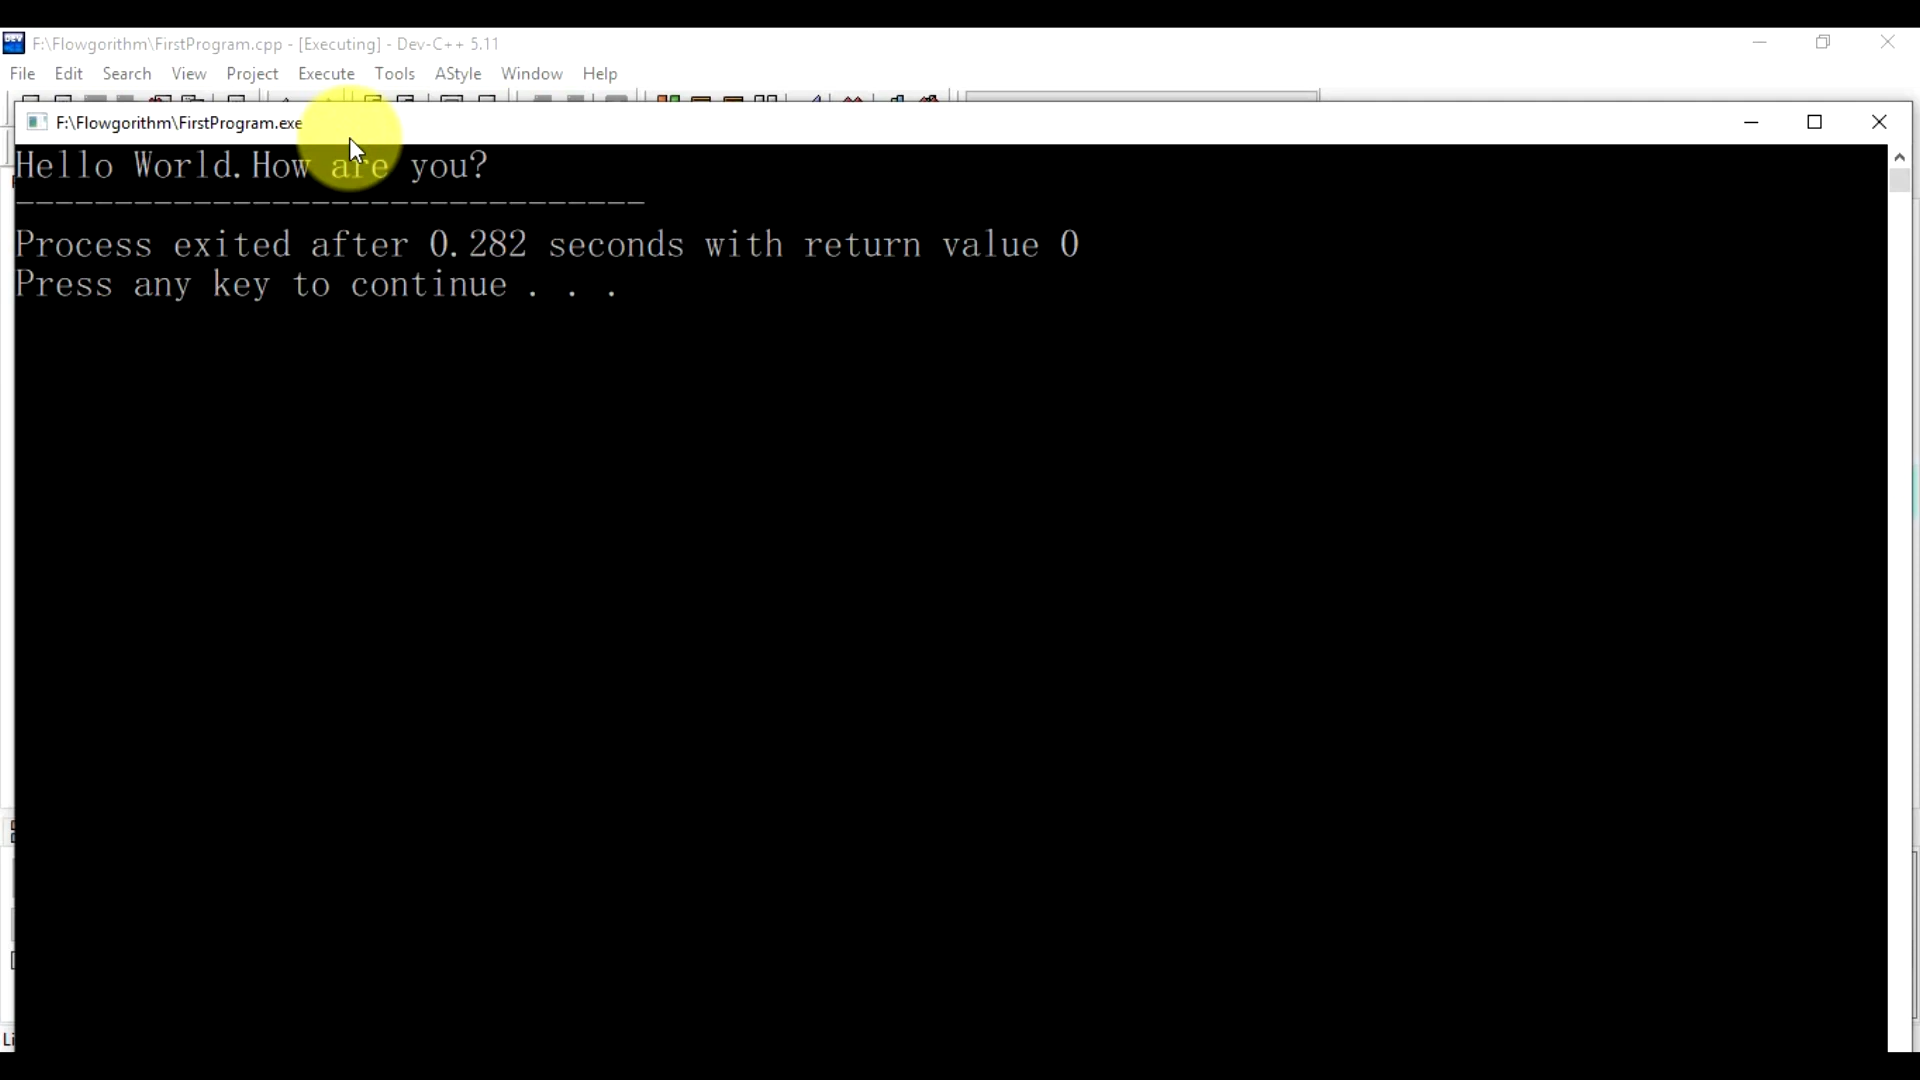 F:\Flowgorithm\FirstProgram.cpp - [Executing] - Dev-C++ 5.11
File Edit Search View Project Execute Tools AStyle Window Help
F:\Flowgorithm\FirstProgram.exe
Hello World.How are you?
--------------------------------
Process exited after 0.282 seconds with return value 0
Press any key to continue . . .